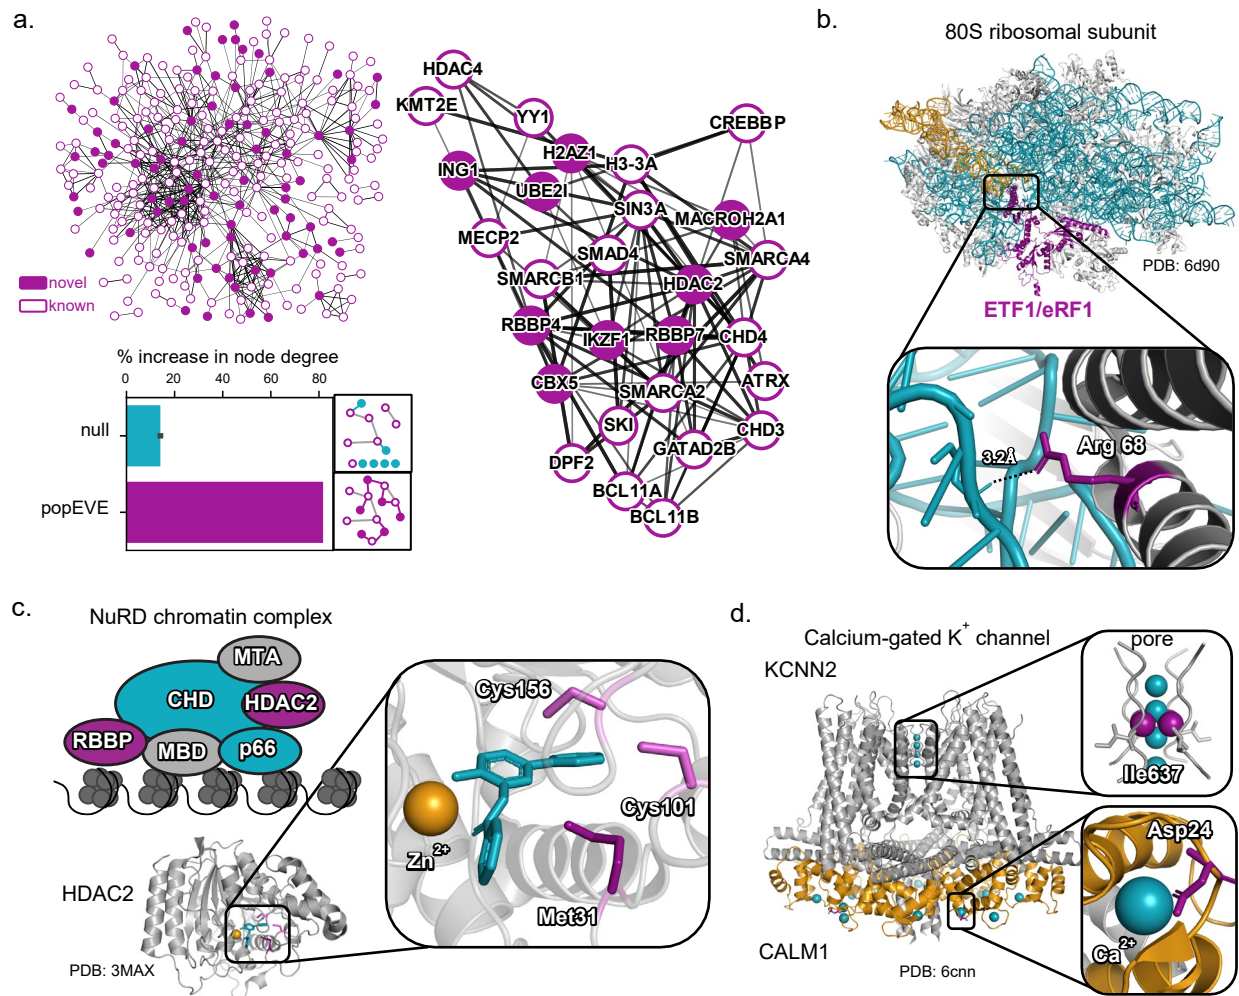 a.
novel
known
% increase in node degree
0 20 40 60 80
null
popEVE
HDAC4
KMT2E
YY1
CREBBP
H2AZ1
H3-3A
ING1
UBE2I
SIN3A
MACROH2A1
MECP2
SMAD4
SMARCA4
SMARCB1
HDAC2
RBBP4
IKZF1
RBBP7
CHD4
CBX5
SMARCA2
ATRX
SKI
CHD3
GATAD2B
DPF2
BCL11A
BCL11B
b.
80S ribosomal subunit
PDB: 6d90
ETF1/eRF1
Arg 68
3.2Å
c.
NuRD chromatin complex
MTA
CHD
HDAC2
RBBP
MBD
p66
HDAC2
PDB: 3MAX
Cys156
Cys101
Zn2+
Met31
d.
Calcium-gated K+ channel
KCNN2
pore
Ile637
Asp24
Ca2+
CALM1
PDB: 6cnn